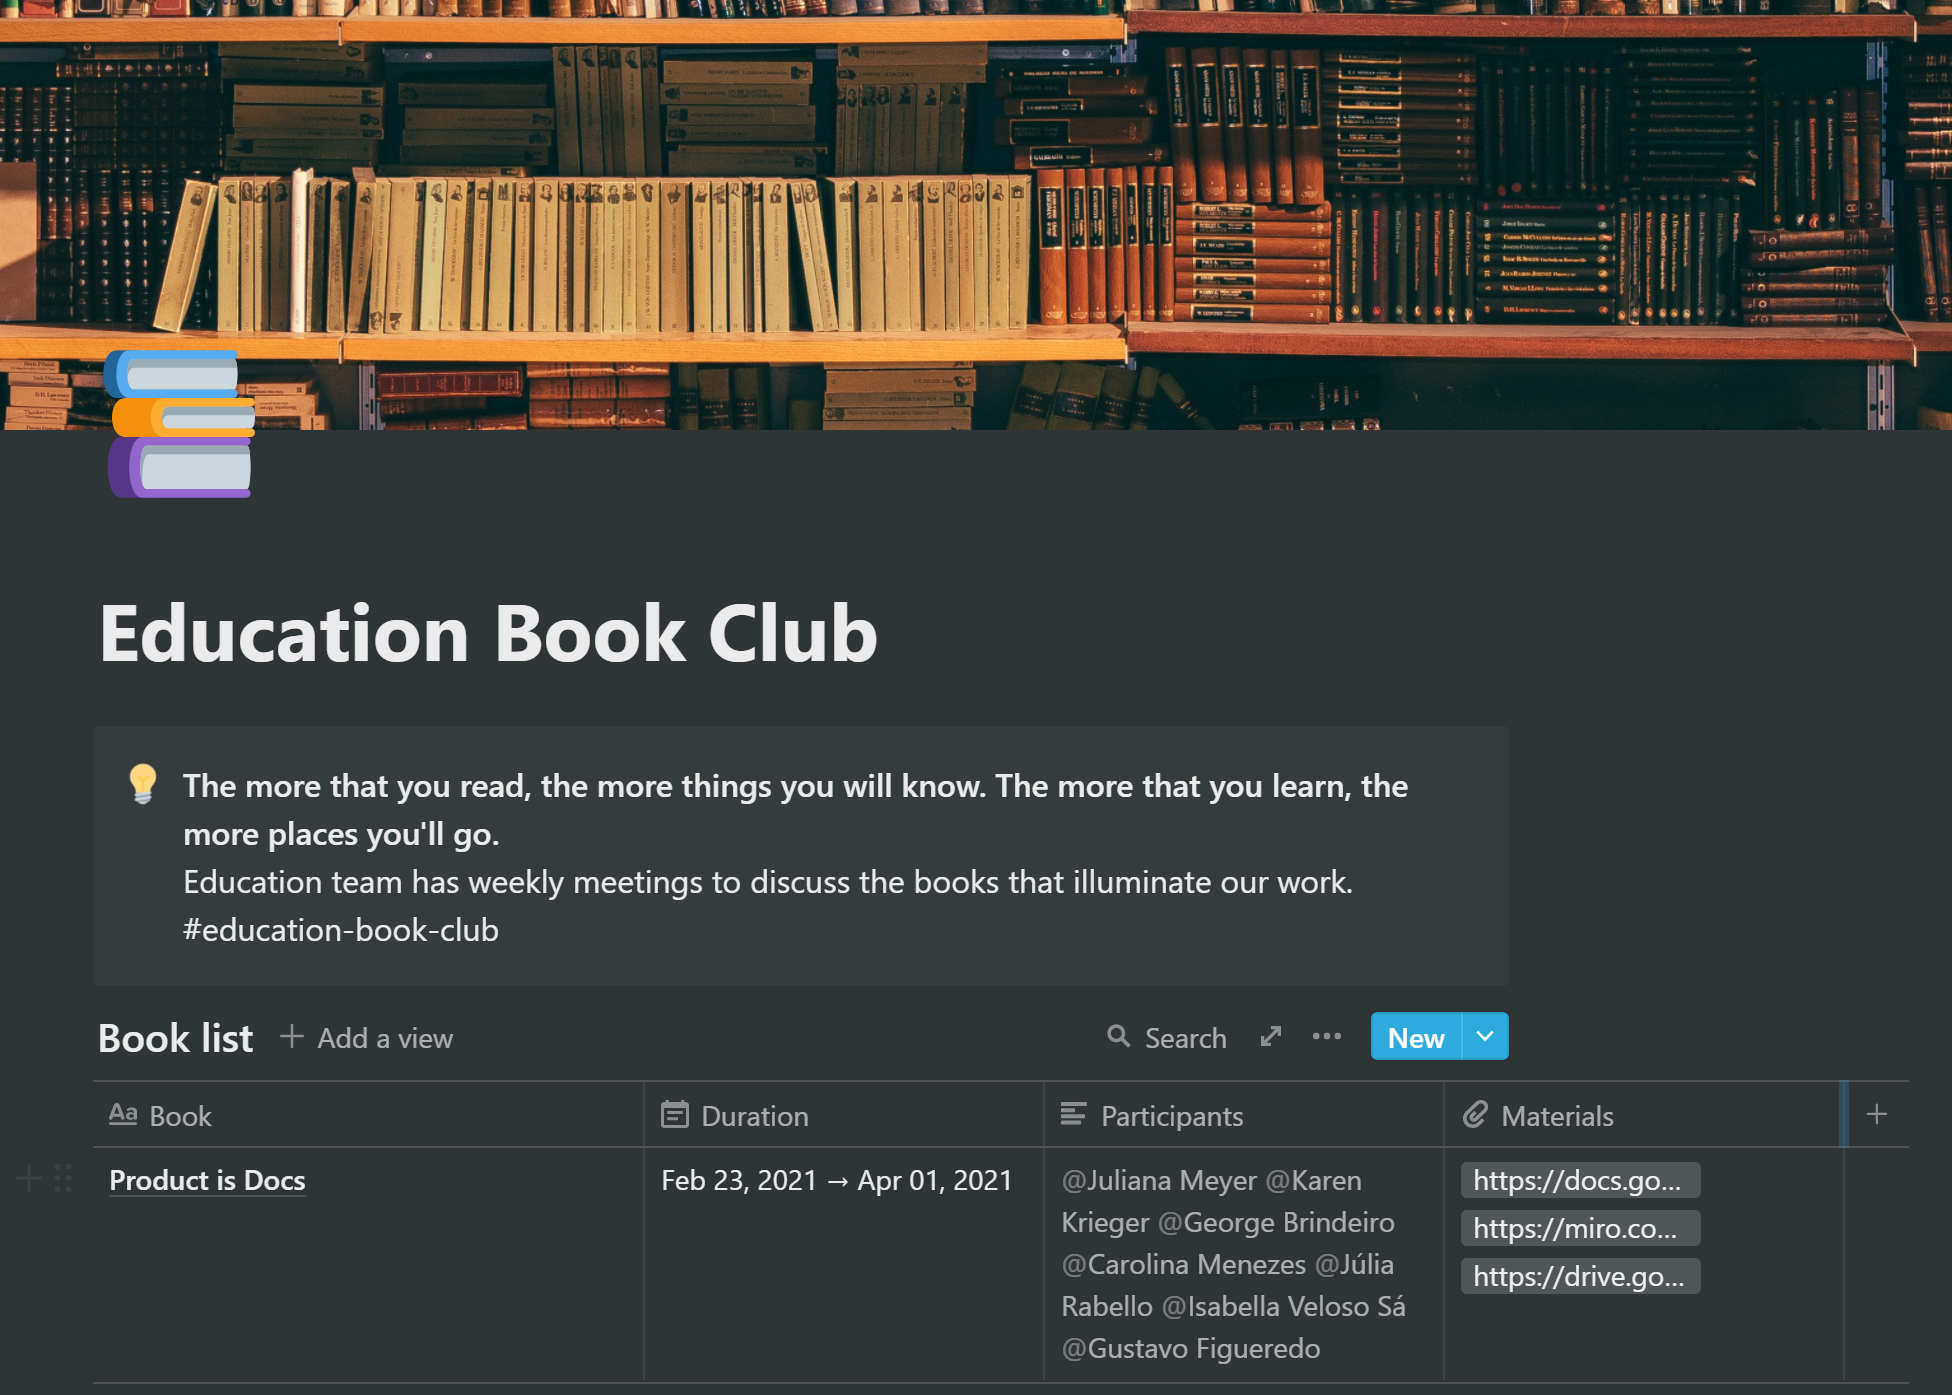 Education Book Club
The more that you read, the more things you will know. The more that you learn, the
more places you'll go.
Education team has weekly meetings to discuss the books that illuminate our work.
#education-book-club
Book list + Add a view Search New
Aa Book Duration Participants Materials
Product is Docs Feb 23, 2021 → Apr 01, 2021
@Juliana Meyer @Karen
Krieger @George Brindeiro
@Carolina Menezes @Júlia
Rabello @Isabella Veloso Sá
@Gustavo Figueredo
https://docs.go...
https://miro.co...
https://drive.go...